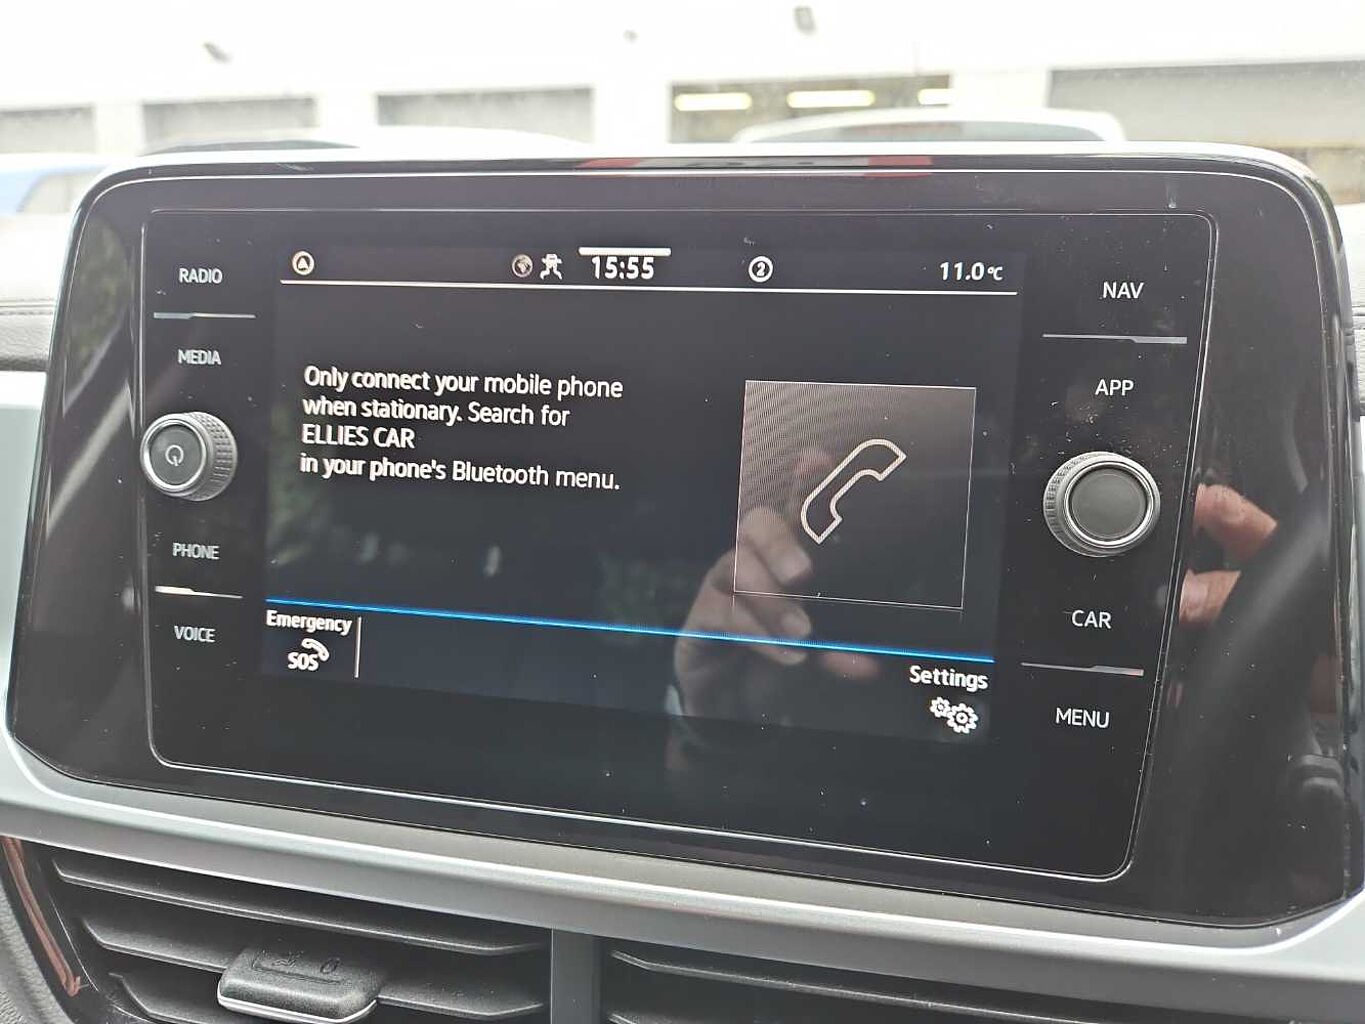 RADIO
MEDIA
PHONE
VOICE
15:55
2
11.0°C
Only connect your mobile phone
when stationary. Search for
ELLIES CAR
in your phone's Bluetooth menu.
Emergency
SOS
Settings
NAV
APP
CAR
MENU